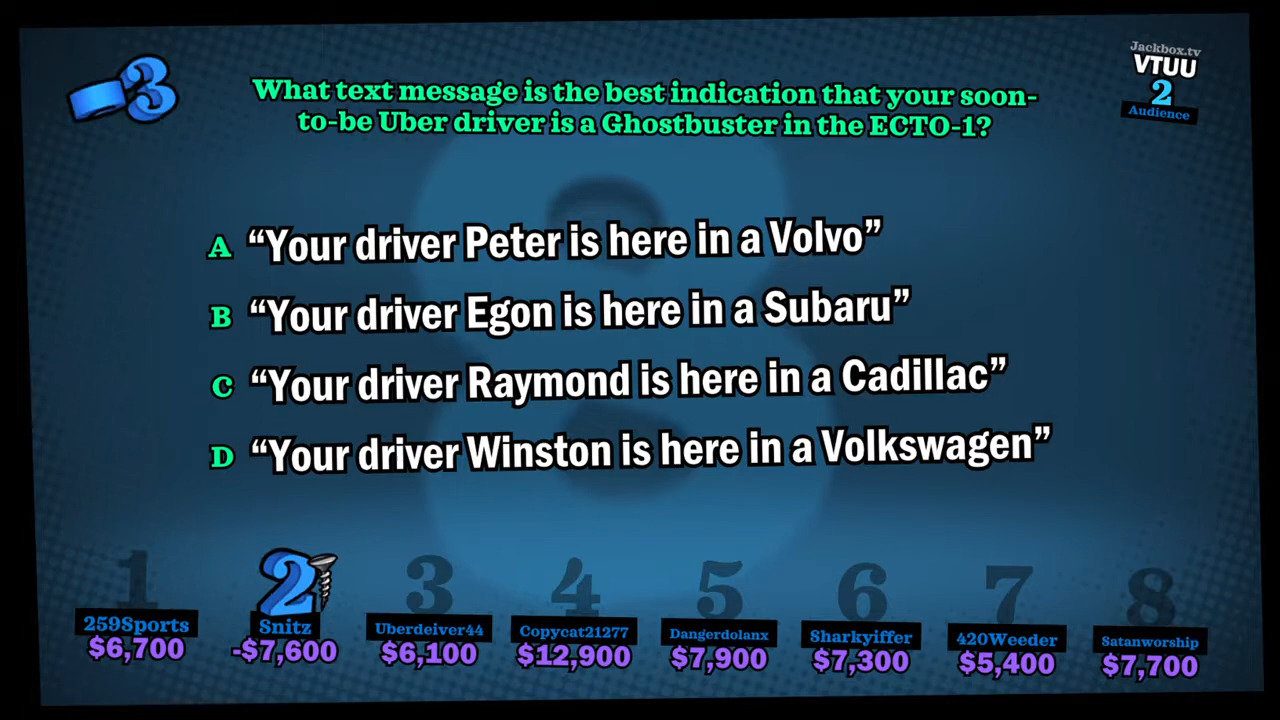 3
Jackbox.tv
VTUU
2
Audience
What text message is the best indication that your soon-
to-be Uber driver is a Ghostbuster in the ECTO-1?
A "Your driver Peter is here in a Volvo"
B "Your driver Egon is here in a Subaru"
C "Your driver Raymond is here in a Cadillac"
D "Your driver Winston is here in a Volkswagen"
1 2 3 4 5 6 7 8
259Sports Snitz Uberdeiver44 Copycat21277 Dangerdolanx Sharkyiffer 420Weeder Satanworship
$6,700 -$7,600 $6,100 $12,900 $7,900 $7,300 $5,400 $7,700